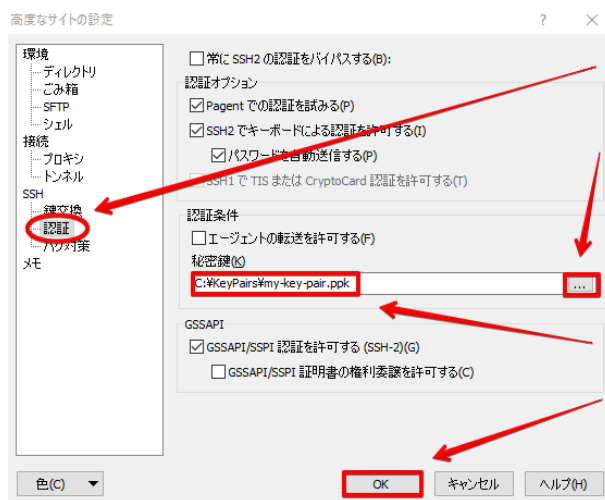 高度なサイトの設定
?
×
環境
ディレクトリ
ごみ箱
SFTP
シェル
接続
プロキシ
トンネル
SSH
鍵交換
認証
バグ対策
メモ
常に SSH2 の認証をバイパスする(B):
認証オプション
Pagent での認証を試みる(P)
SSH2 でキーボードによる認証を許可する(I)
パスワードを自動送信する(P)
SSH1 で TIS または CryptoCard 認証を許可する(T)
認証条件
エージェントの転送を許可する(F)
秘密鍵(K)
C:¥KeyPairs¥my-key-pair.ppk
...
GSSAPI
GSSAPI/SSPI 認証を許可する (SSH-2)(G)
GSSAPI/SSPI 証明書の権利委譲を許可する(C)
色(C)
OK
キャンセル
ヘルプ(H)